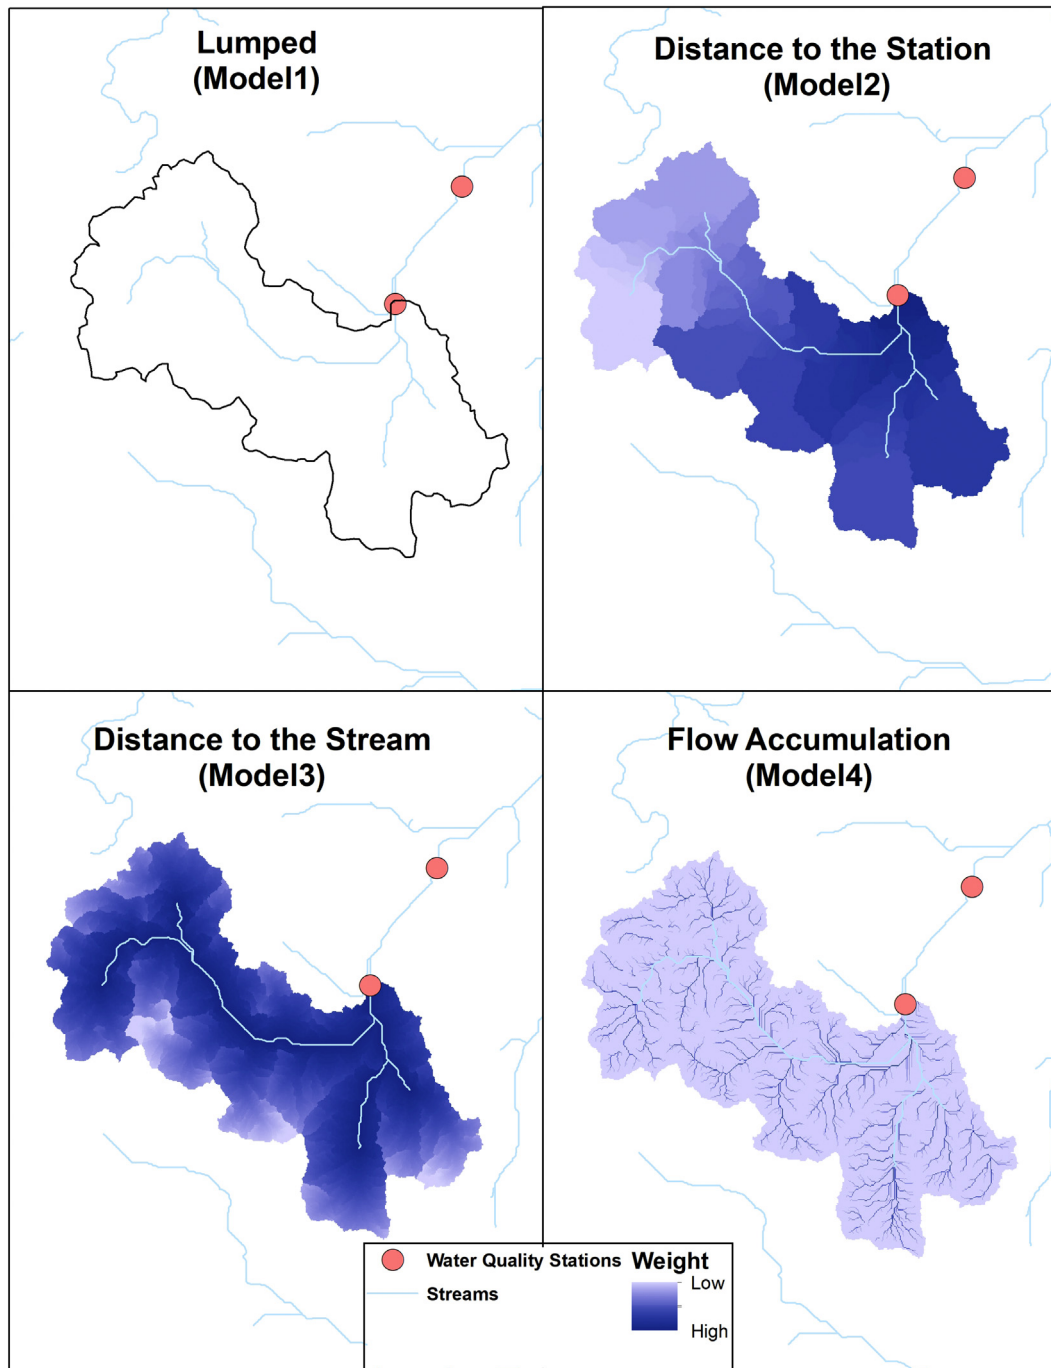 Lumped
(Model1)
Distance to the Station
(Model2)
Distance to the Stream
(Model3)
Flow Accumulation
(Model4)
Water Quality Stations
Streams
Weight
Low
High